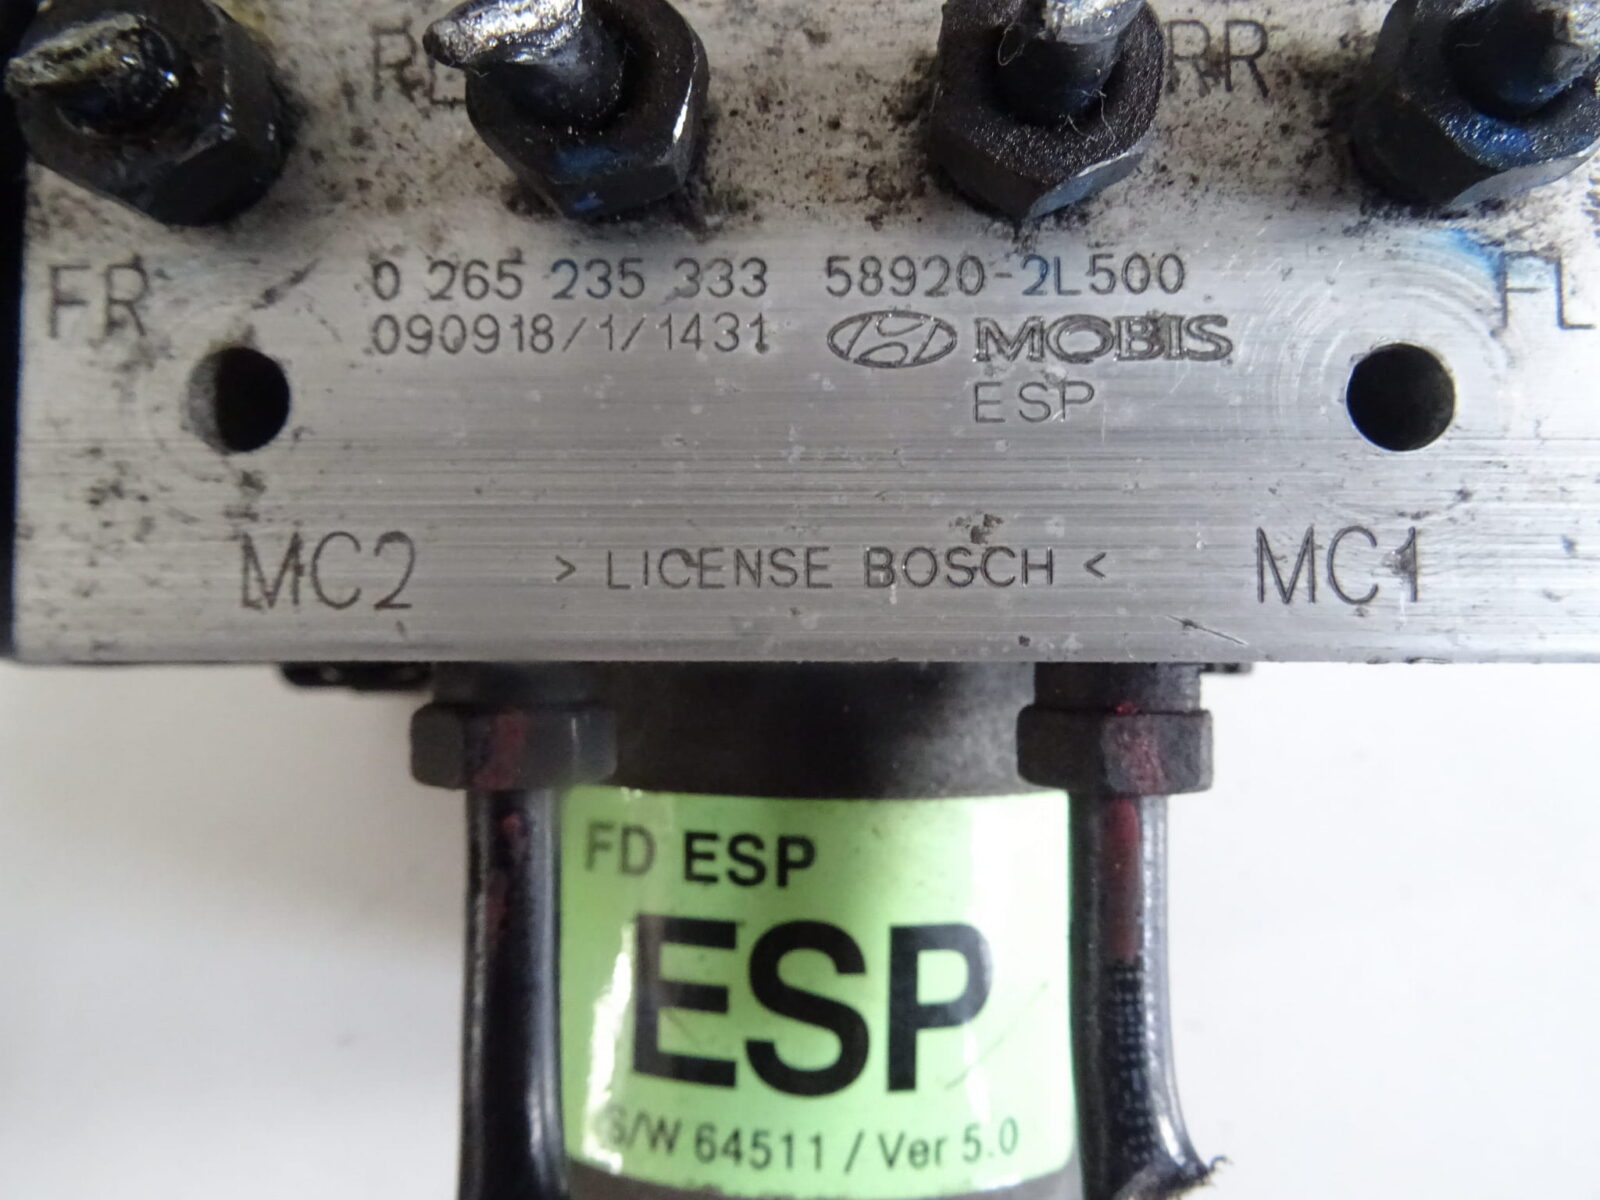 RL RR
FR 0 265 235 333 58920-2L500 FL
090918/1/1431 MOBIS
ESP
MC2 > LICENSE BOSCH < MC1
FD ESP
ESP
S/W 64511 / Ver 5.0